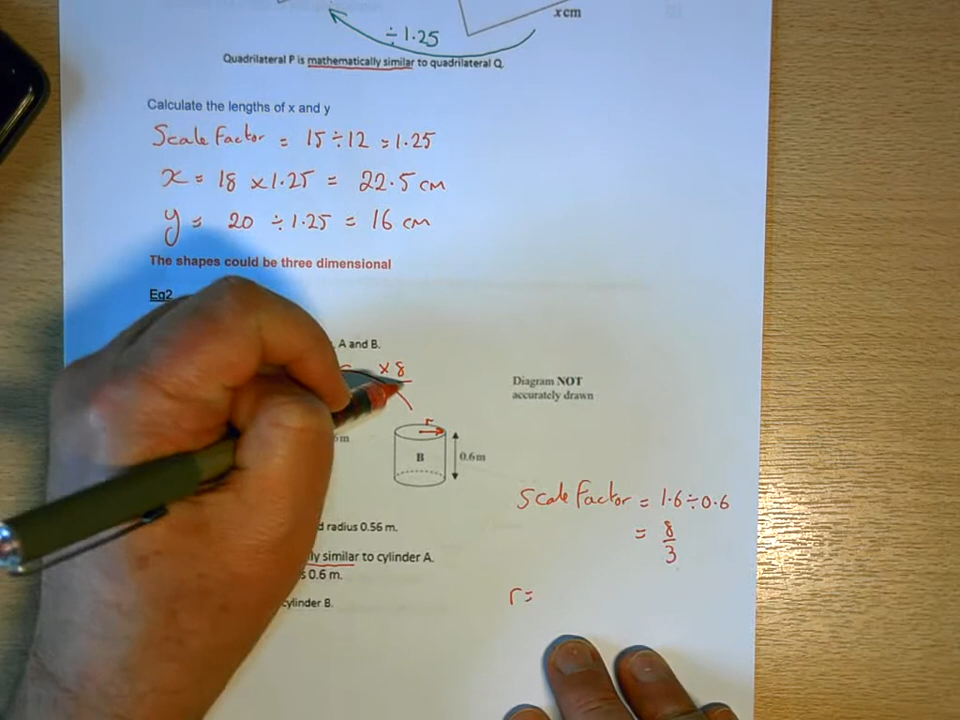 x cm
÷1.25
Quadrilateral P is mathematically similar to quadrilateral Q.
Calculate the lengths of x and y
Scale Factor = 15÷12 = 1.25
x = 18 x1.25 = 22.5 cm
y = 20 ÷1.25 = 16 cm
The shapes could be three dimensional
Eg2
A and B.
x 8
Diagram NOT
accurately drawn
r
B
0.6m
Scale Factor = 1.6÷0.6
= 8/3
radius 0.56 m.
similar to cylinder A.
0.6 m.
cylinder B.
r=